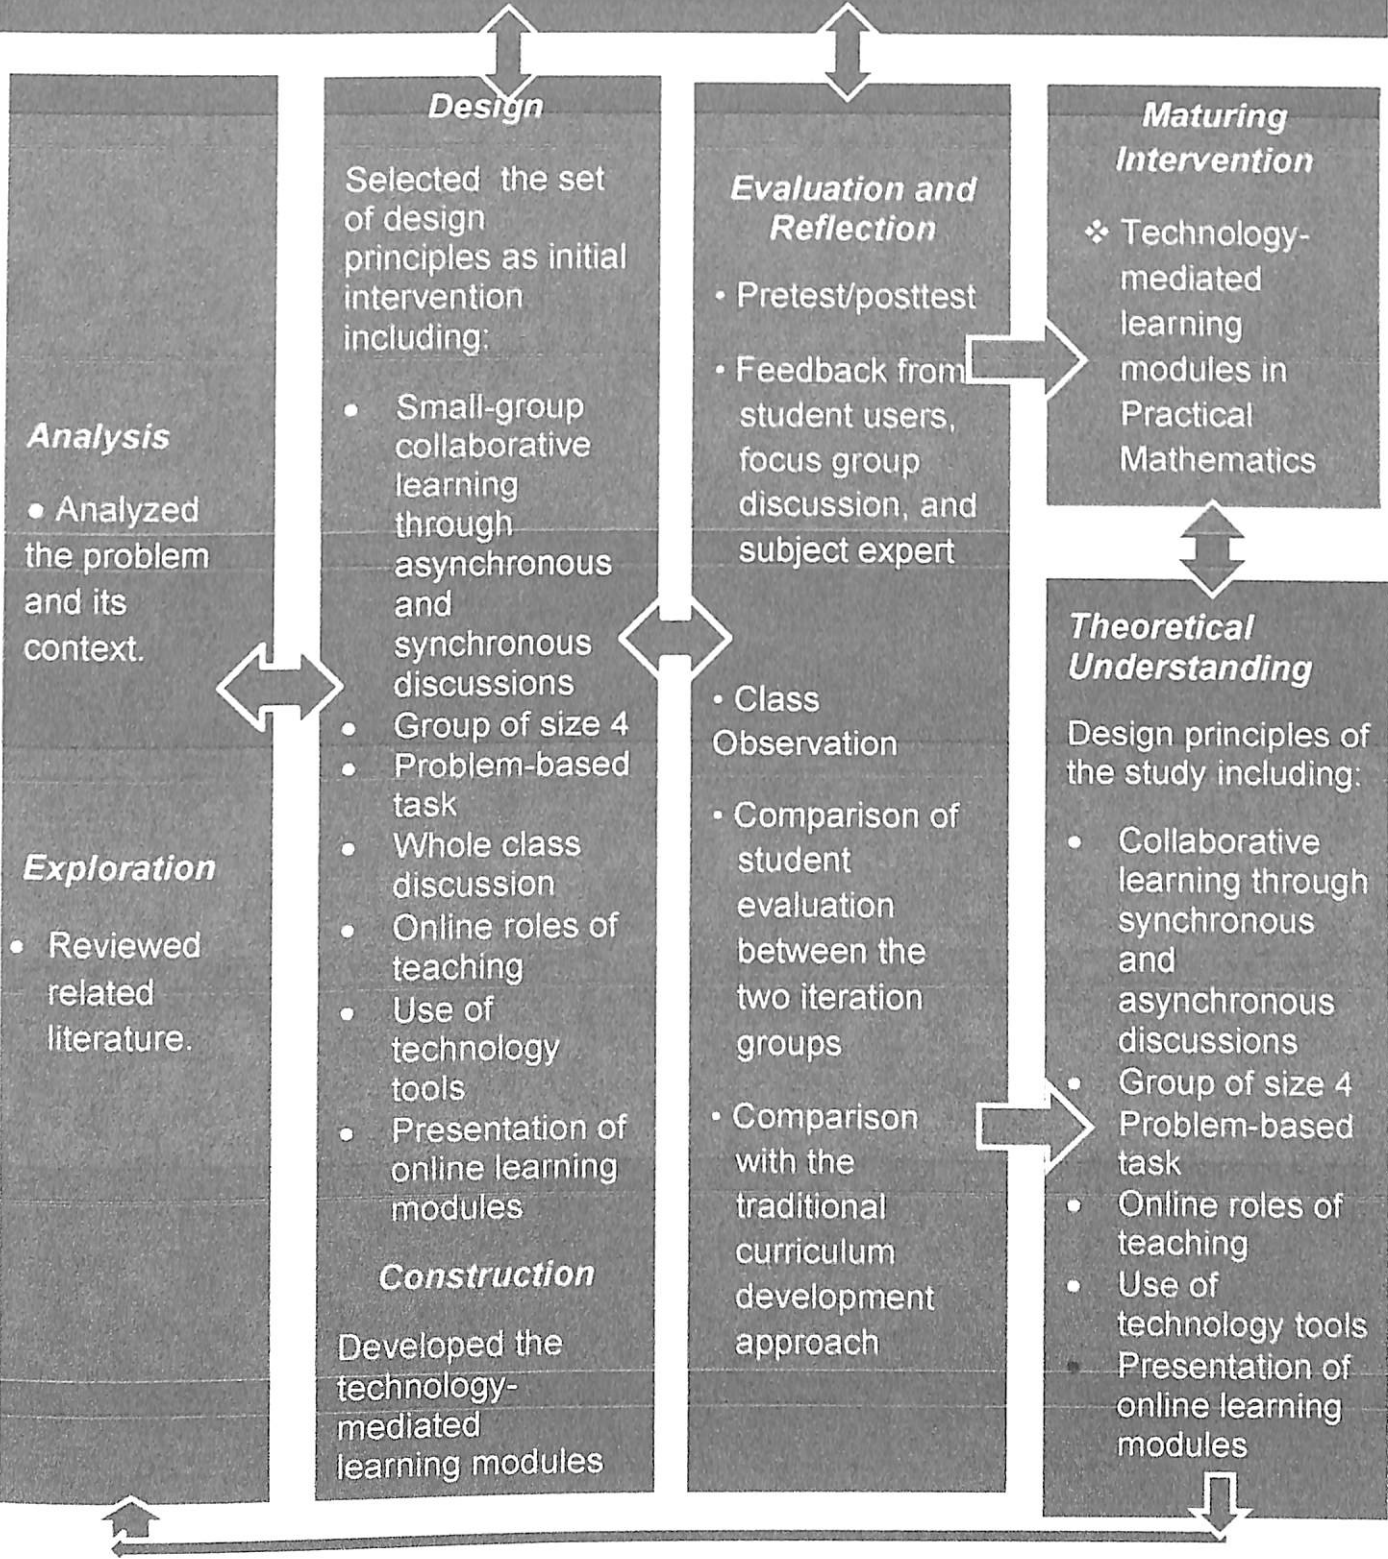 Analysis
● Analyzed
the problem
and its
context.
Exploration
• Reviewed
related
literature.
Design
Selected the set
of design
principles as initial
intervention
including:
• Small-group
collaborative
learning
through
asynchronous
and
synchronous
discussions
• Group of size 4
• Problem-based
task
• Whole class
discussion
• Online roles of
teaching
• Use of
technology
tools
• Presentation of
online learning
modules
Construction
Developed the
technology-
mediated
learning modules
Evaluation and
Reflection
• Pretest/posttest
• Feedback from
student users,
focus group
discussion, and
subject expert
• Class
Observation
• Comparison of
student
evaluation
between the
two iteration
groups
• Comparison
with the
traditional
curriculum
development
approach
Maturing
Intervention
❖ Technology-
mediated
learning
modules in
Practical
Mathematics
Theoretical
Understanding
Design principles of
the study including:
• Collaborative
learning through
synchronous
and
asynchronous
discussions
• Group of size 4
• Problem-based
task
• Online roles of
teaching
• Use of
technology tools
• Presentation of
online learning
modules